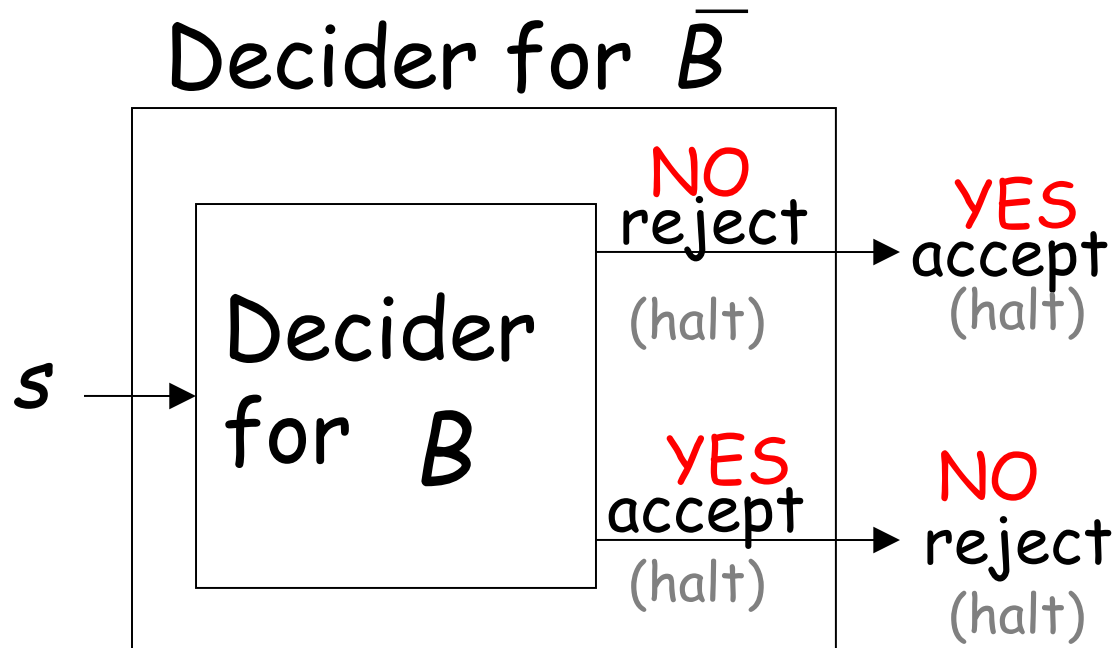 Decider for B̅
NO
reject
(halt)
YES
accept
(halt)
s
Decider
for B
YES
accept
(halt)
NO
reject
(halt)